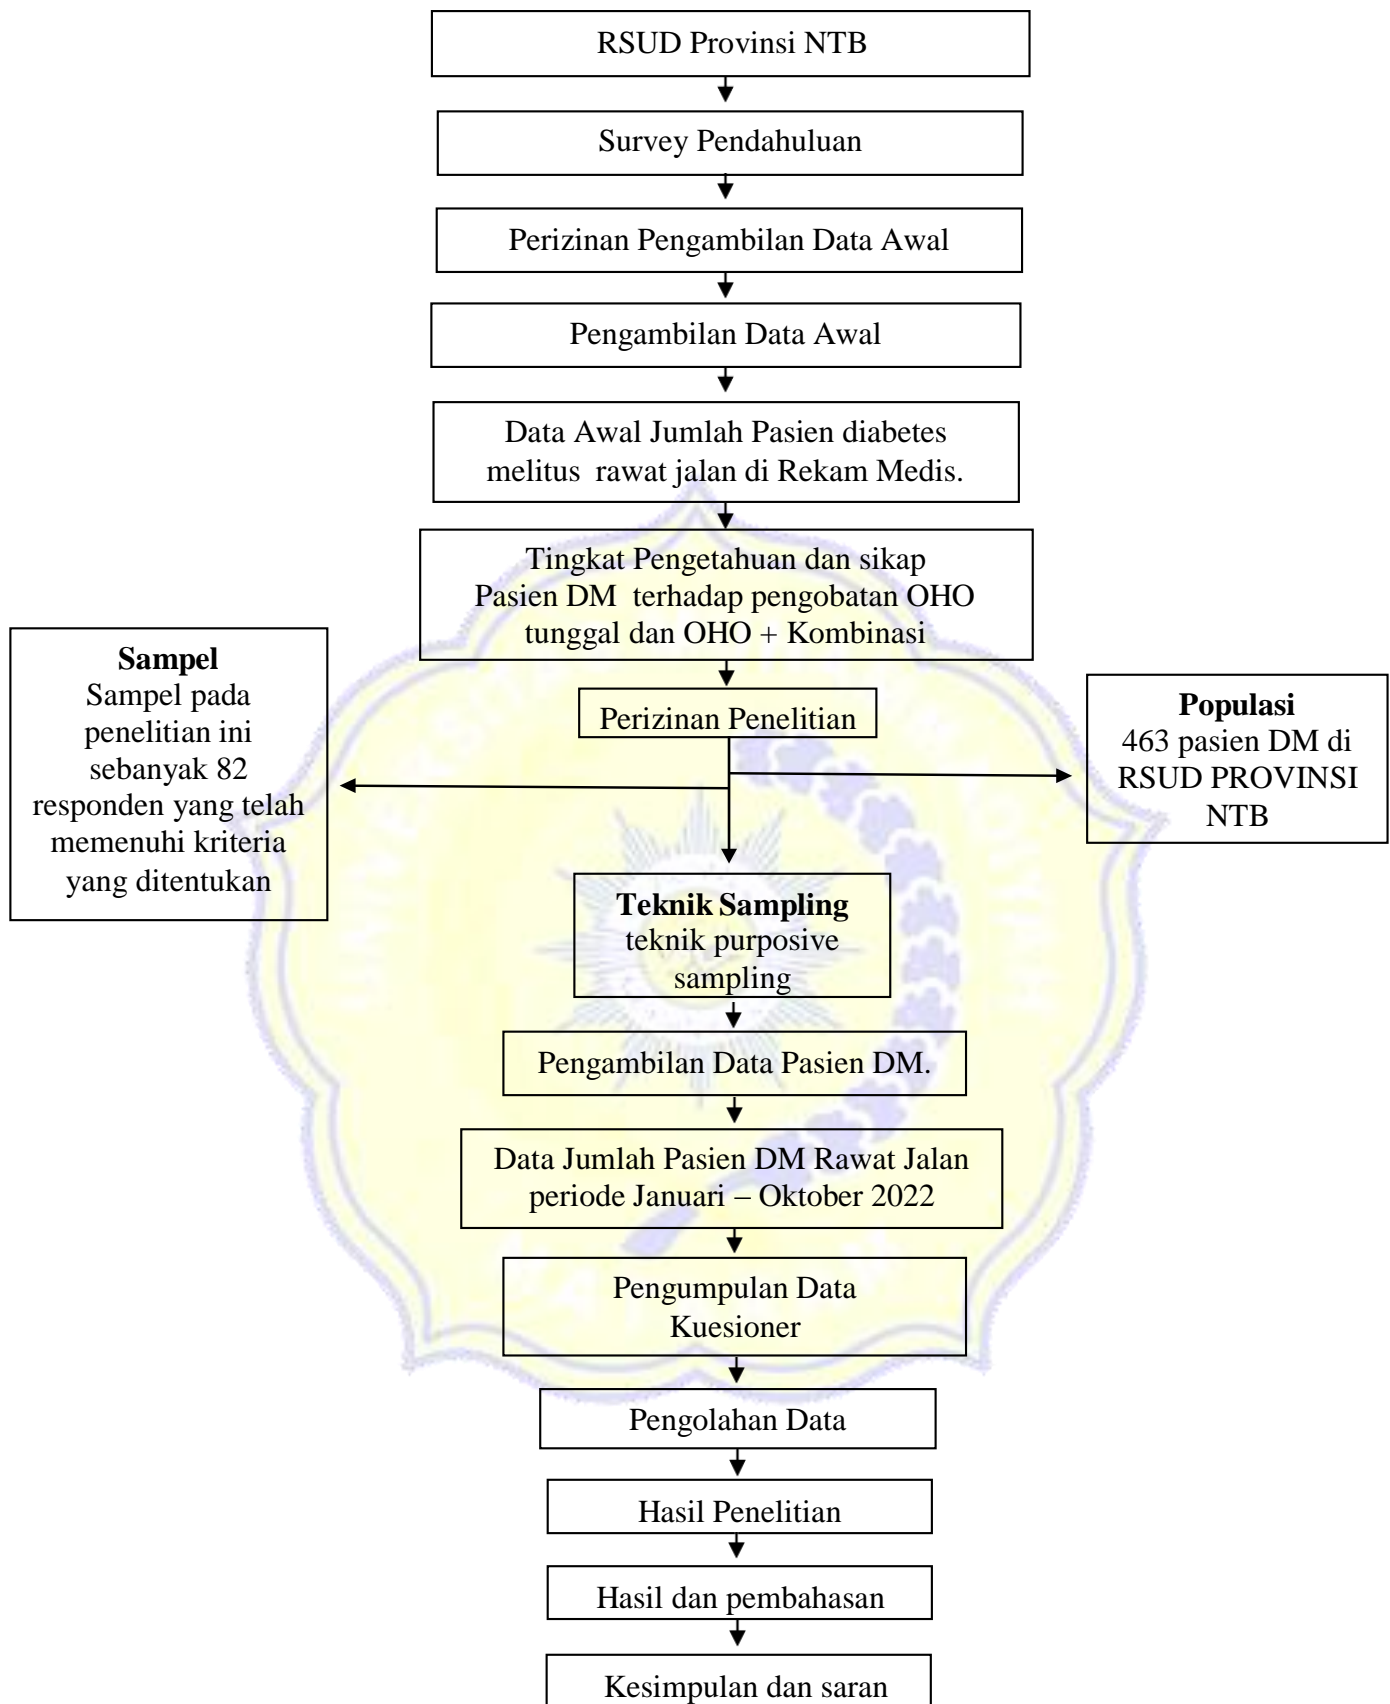 RSUD Provinsi NTB
Survey Pendahuluan
Perizinan Pengambilan Data Awal
Pengambilan Data Awal
Data Awal Jumlah Pasien diabetes
melitus rawat jalan di Rekam Medis.
Tingkat Pengetahuan dan sikap
Pasien DM terhadap pengobatan OHO
tunggal dan OHO + Kombinasi
Perizinan Penelitian
Sampel
Sampel pada
penelitian ini
sebanyak 82
responden yang telah
memenuhi kriteria
yang ditentukan
Populasi
463 pasien DM di
RSUD PROVINSI
NTB
Teknik Sampling
teknik purposive
sampling
Pengambilan Data Pasien DM.
Data Jumlah Pasien DM Rawat Jalan
periode Januari – Oktober 2022
Pengumpulan Data
Kuesioner
Pengolahan Data
Hasil Penelitian
Hasil dan pembahasan
Kesimpulan dan saran